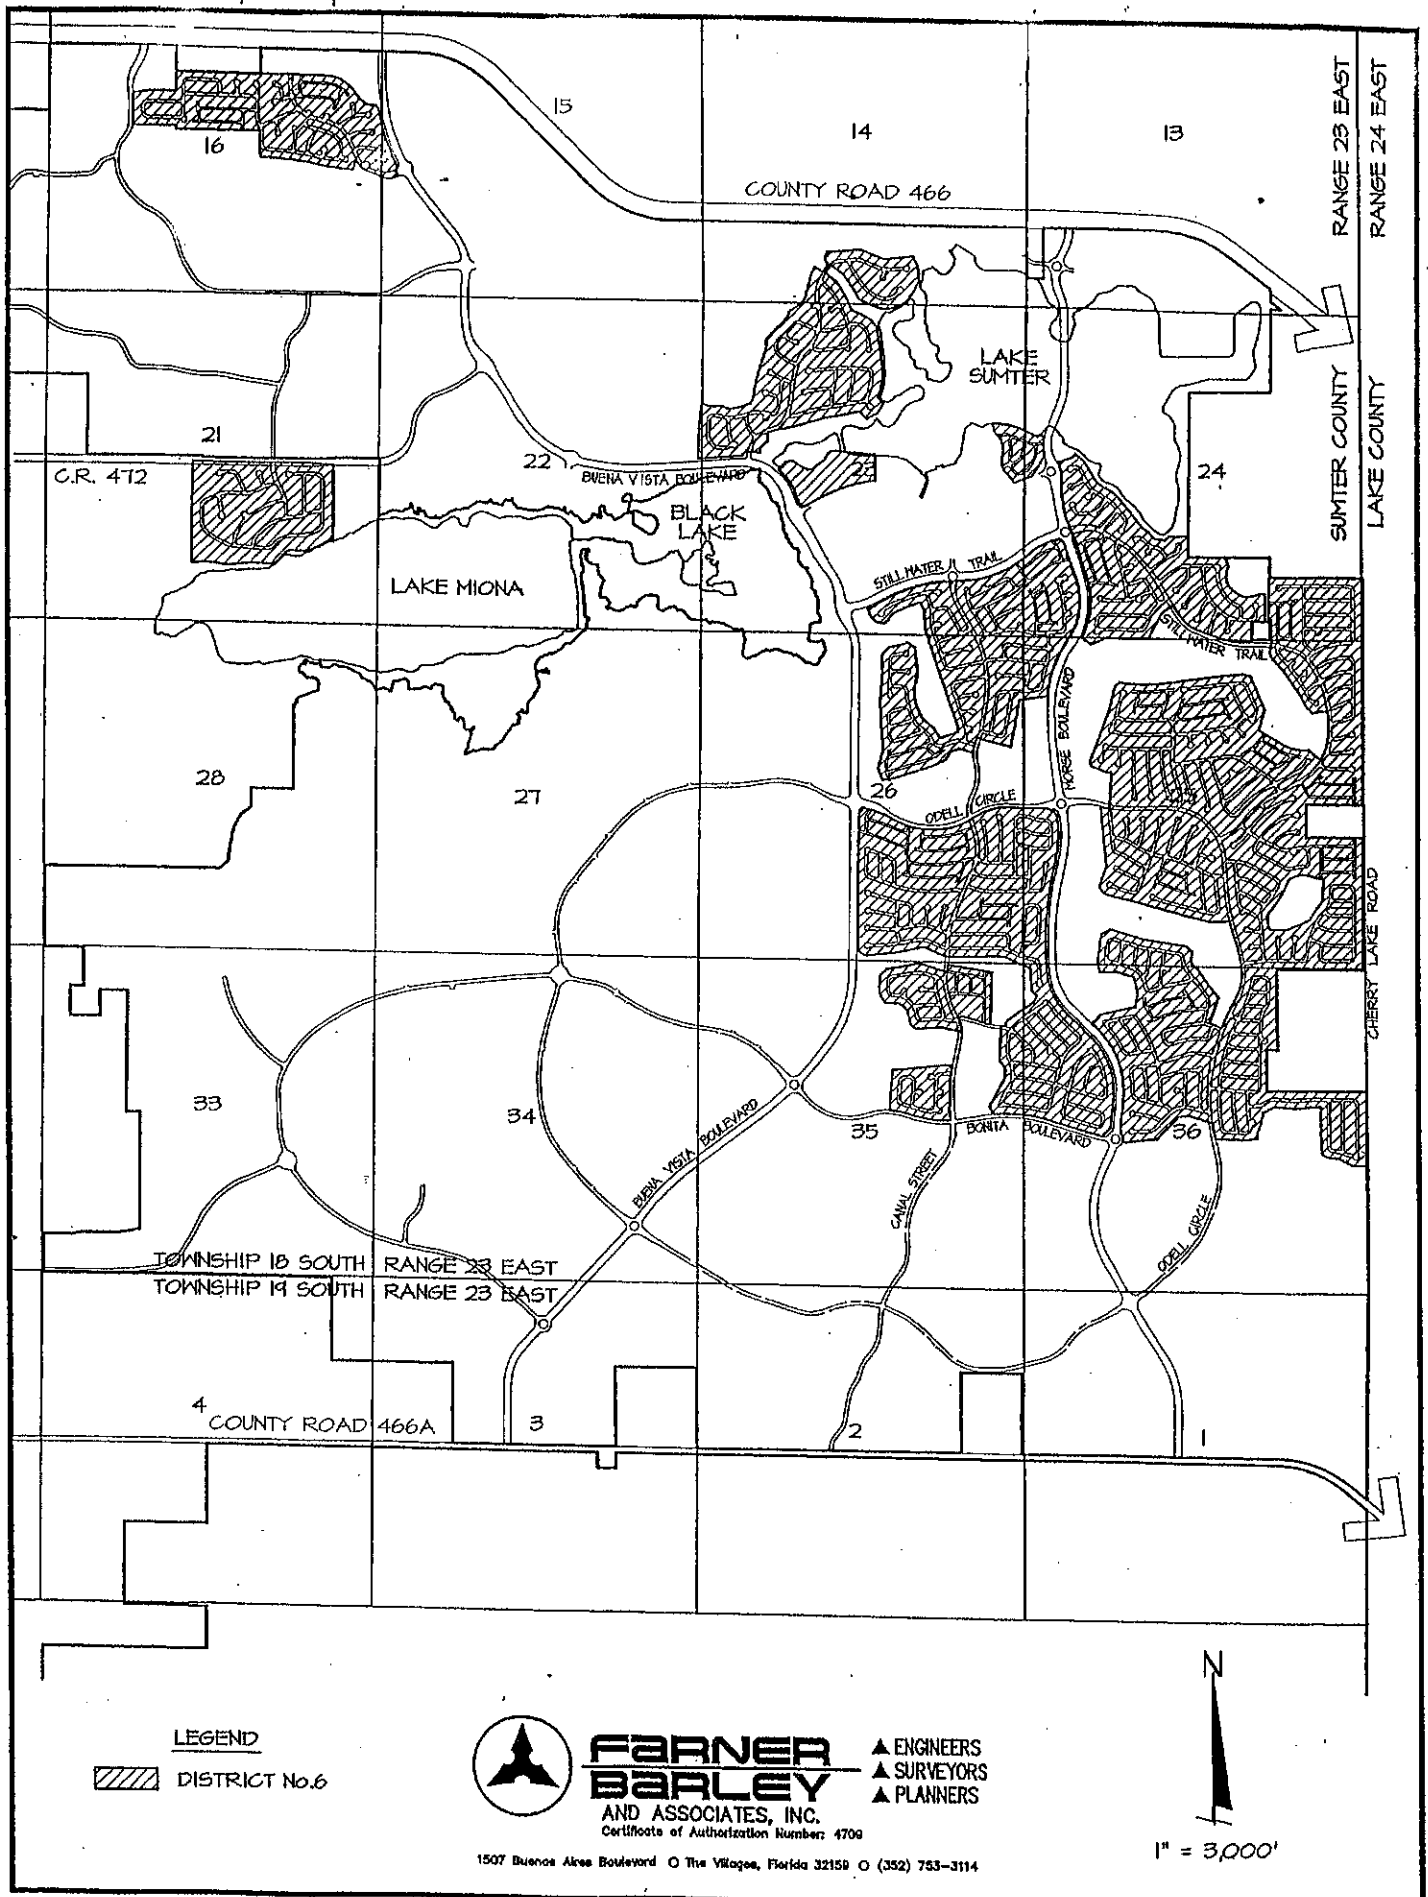 RANGE 23 EAST
RANGE 24 EAST
15
14
13
16
COUNTY ROAD 466
LAKE
SUMTER
SUMTER COUNTY
LAKE COUNTY
21
22
24
C.R. 472
BUENA VISTA BOULEVARD
BLACK
LAKE
LAKE MIONA
STILLWATER TRAIL
STILLWATER TRAIL
MORSE BOULEVARD
28
27
26
ODELL CIRCLE
CHERRY LAKE ROAD
33
34
35
36
BUENA VISTA BOULEVARD
BONITA BOULEVARD
CANAL STREET
ODELL CIRCLE
TOWNSHIP 18 SOUTH RANGE 23 EAST
TOWNSHIP 19 SOUTH RANGE 23 EAST
4
COUNTY ROAD 466A
3
2
1
LEGEND
DISTRICT No.6
FARNER
BARLEY
AND ASSOCIATES, INC.
Certificate of Authorization Number: 4709
▲ ENGINEERS
▲ SURVEYORS
▲ PLANNERS
1507 Buenos Aires Boulevard O The Villages, Florida 32159 O (352) 753-3114
N
1" = 3,000'